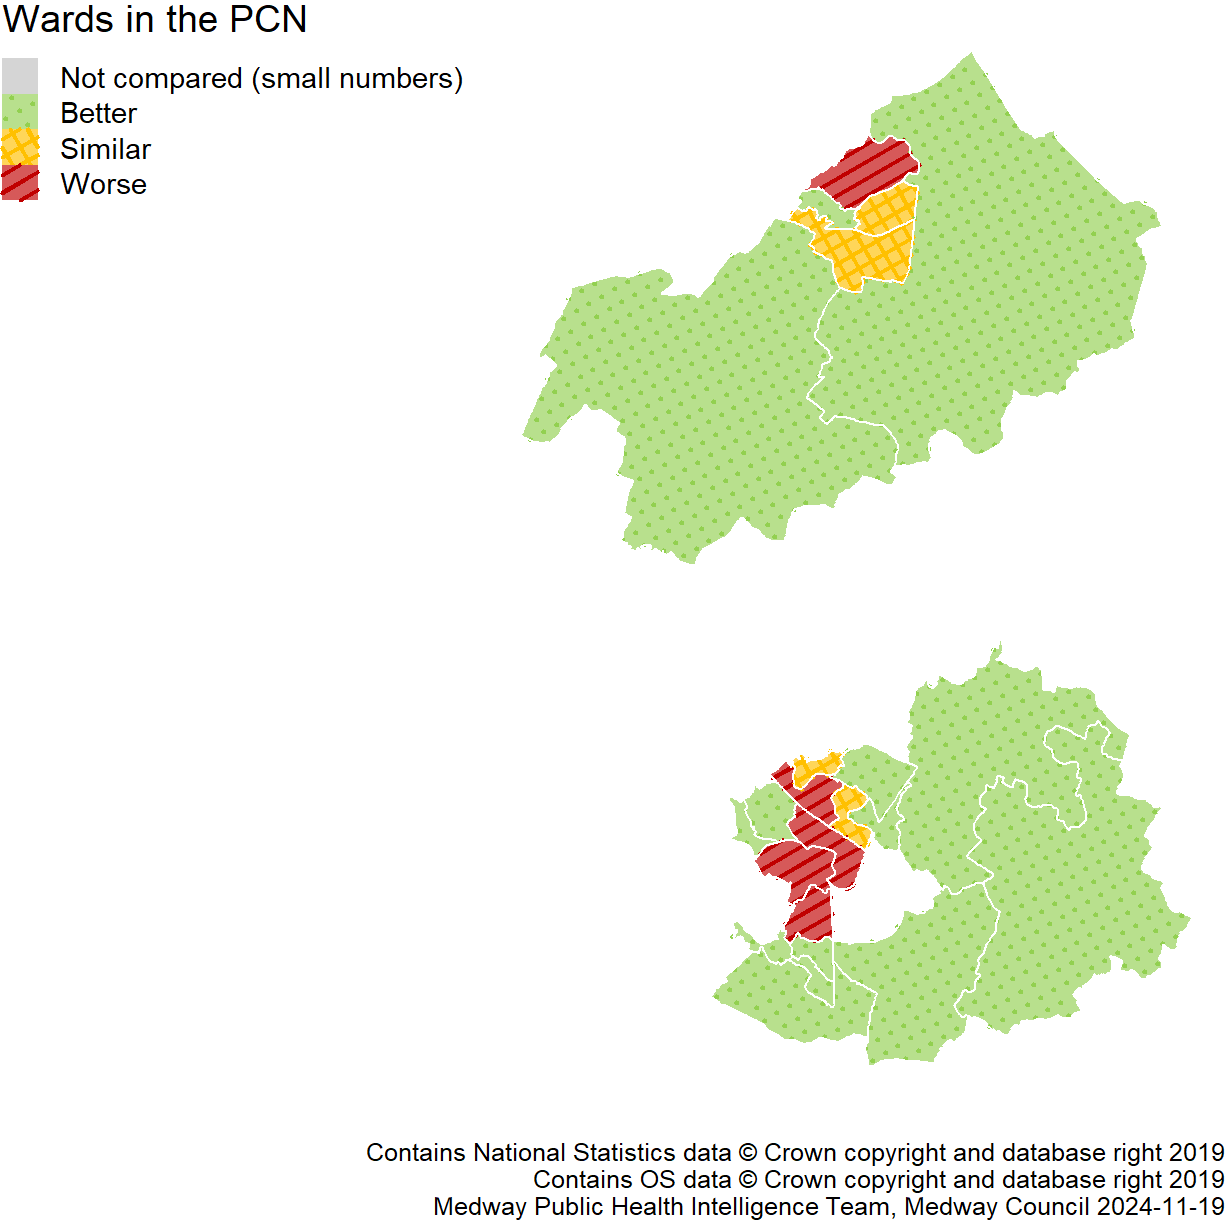 Wards in the PCN
Not compared (small numbers)
Better
Similar
Worse
Contains National Statistics data © Crown copyright and database right 2019
Contains OS data © Crown copyright and database right 2019
Medway Public Health Intelligence Team, Medway Council 2024-11-19